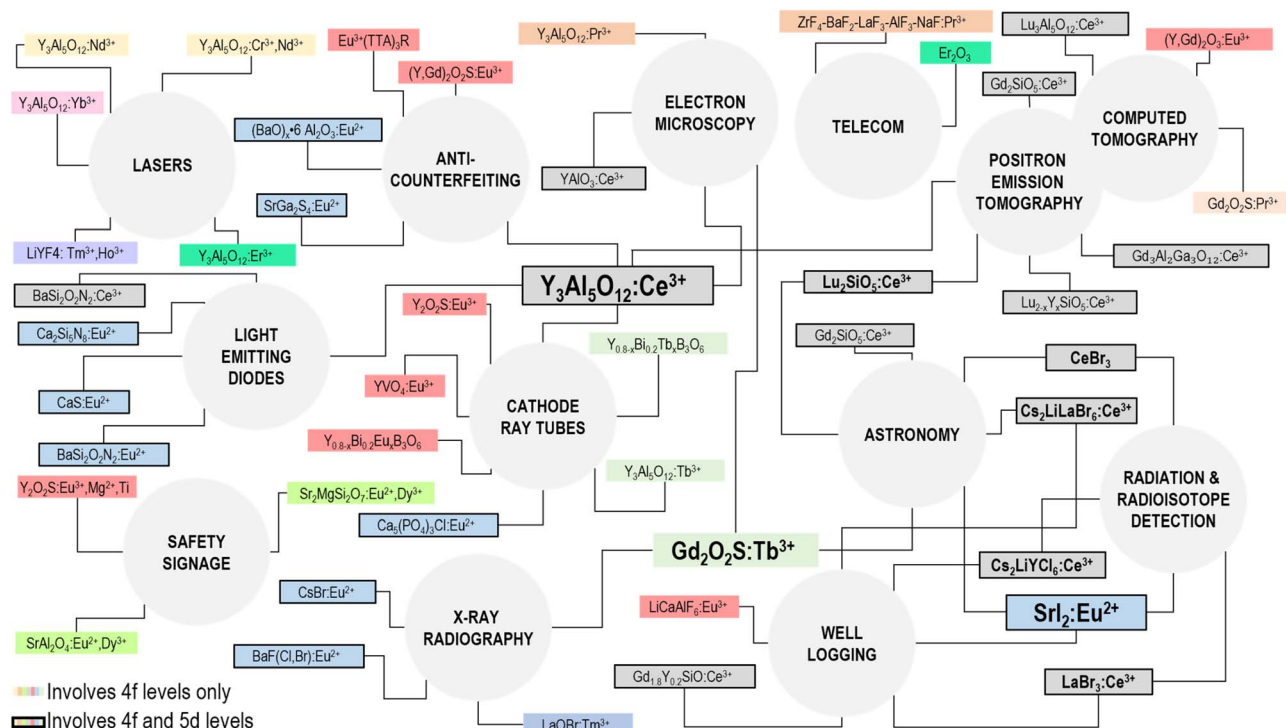 Y₃Al₅O₁₂:Nd³⁺
Y₃Al₅O₁₂:Cr³⁺,Nd³⁺
Eu³⁺(TTA)₃R
Y₃Al₅O₁₂:Pr³⁺
ZrF₄-BaF₂-LaF₃-AlF₃-NaF:Pr³⁺
Lu₃Al₅O₁₂:Ce³⁺
(Y,Gd)₂O₃:Eu³⁺
Er₂O₃
(Y,Gd)₂O₂S:Eu³⁺
Gd₂SiO₅:Ce³⁺
Y₃Al₅O₁₂:Yb³⁺
(BaO)ₓ•6 Al₂O₃:Eu²⁺
ELECTRON
MICROSCOPY
TELECOM
COMPUTED
TOMOGRAPHY
LASERS
ANTI-
COUNTERFEITING
YAlO₃:Ce³⁺
POSITRON
EMISSION
TOMOGRAPHY
SrGa₂S₄:Eu²⁺
Gd₂O₂S:Pr³⁺
LiYF4: Tm³⁺,Ho³⁺
Y₃Al₅O₁₂:Er³⁺
Gd₃Al₂Ga₃O₁₂:Ce³⁺
BaSi₂O₂N₂:Ce³⁺
Y₃Al₅O₁₂:Ce³⁺
Lu₂SiO₅:Ce³⁺
Lu₂₋ₓYₓSiO₅:Ce³⁺
Ca₂Si₅N₈:Eu²⁺
Y₂O₂S:Eu³⁺
LIGHT
EMITTING
DIODES
Y₀.₈₋ₓBi₀.₂TbₓB₃O₆
Gd₂SiO₅:Ce³⁺
CeBr₃
CaS:Eu²⁺
YVO₄:Eu³⁺
CATHODE
RAY TUBES
Cs₂LiLaBr₆:Ce³⁺
ASTRONOMY
BaSi₂O₂N₂:Eu²⁺
Y₀.₈₋ₓBi₀.₂EuₓB₃O₆
Y₃Al₅O₁₂:Tb³⁺
RADIATION &
RADIOISOTOPE
DETECTION
Y₂O₂S:Eu³⁺,Mg²⁺,Ti
Sr₂MgSi₂O₇:Eu²⁺,Dy³⁺
Ca₅(PO₄)₃Cl:Eu²⁺
SAFETY
SIGNAGE
Gd₂O₂S:Tb³⁺
Cs₂LiYCl₆:Ce³⁺
CsBr:Eu²⁺
X-RAY
RADIOGRAPHY
LiCaAlF₆:Eu³⁺
WELL
LOGGING
SrI₂:Eu²⁺
SrAl₂O₄:Eu²⁺,Dy³⁺
BaF(Cl,Br):Eu²⁺
Gd₁.₈Y₀.₂SiO:Ce³⁺
LaBr₃:Ce³⁺
Involves 4f levels only
Involves 4f and 5d levels
LaOBr:Tm³⁺